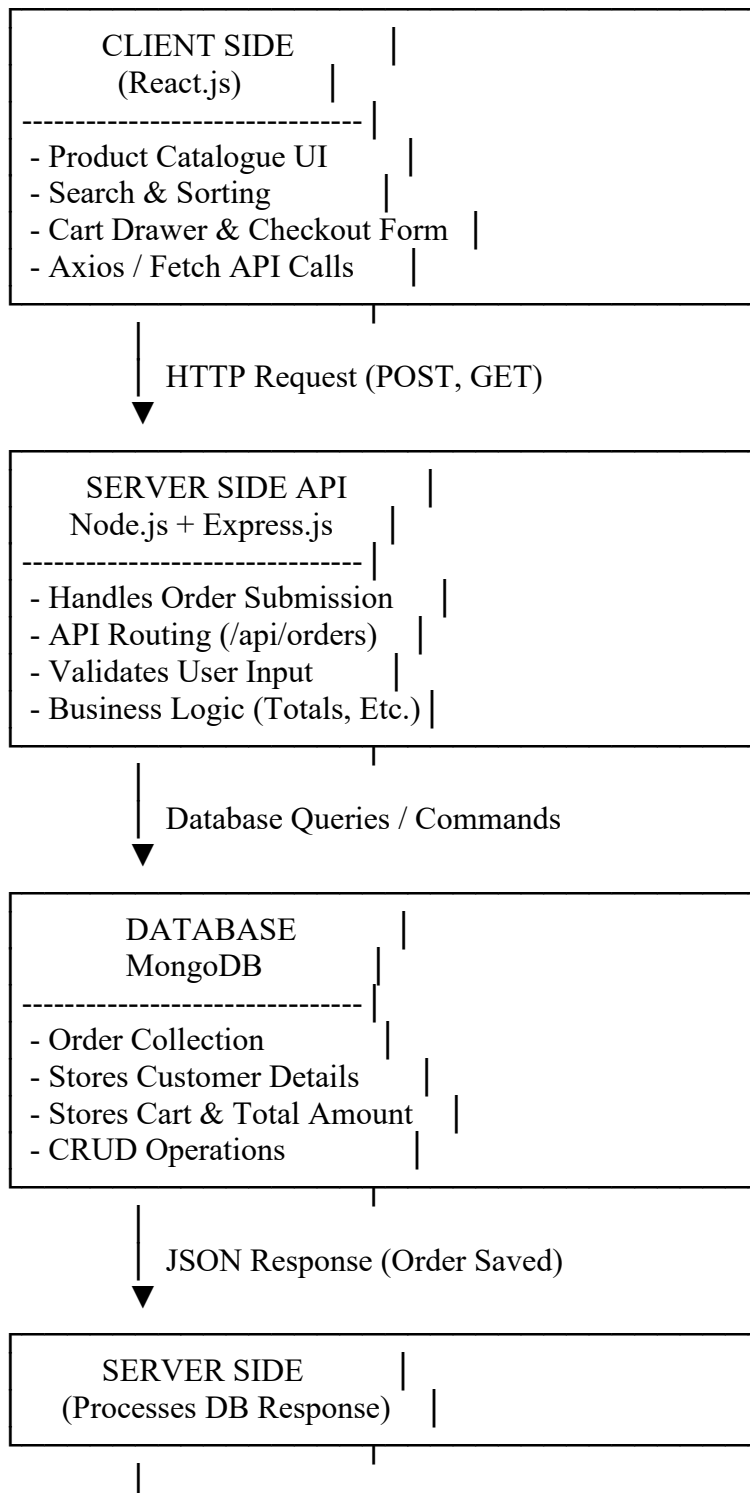 CLIENT SIDE
(React.js)
--------------------------------
- Product Catalogue UI
- Search & Sorting
- Cart Drawer & Checkout Form
- Axios / Fetch API Calls
HTTP Request (POST, GET)
SERVER SIDE API
Node.js + Express.js
--------------------------------
- Handles Order Submission
- API Routing (/api/orders)
- Validates User Input
- Business Logic (Totals, Etc.)
Database Queries / Commands
DATABASE
MongoDB
--------------------------------
- Order Collection
- Stores Customer Details
- Stores Cart & Total Amount
- CRUD Operations
JSON Response (Order Saved)
SERVER SIDE
(Processes DB Response)